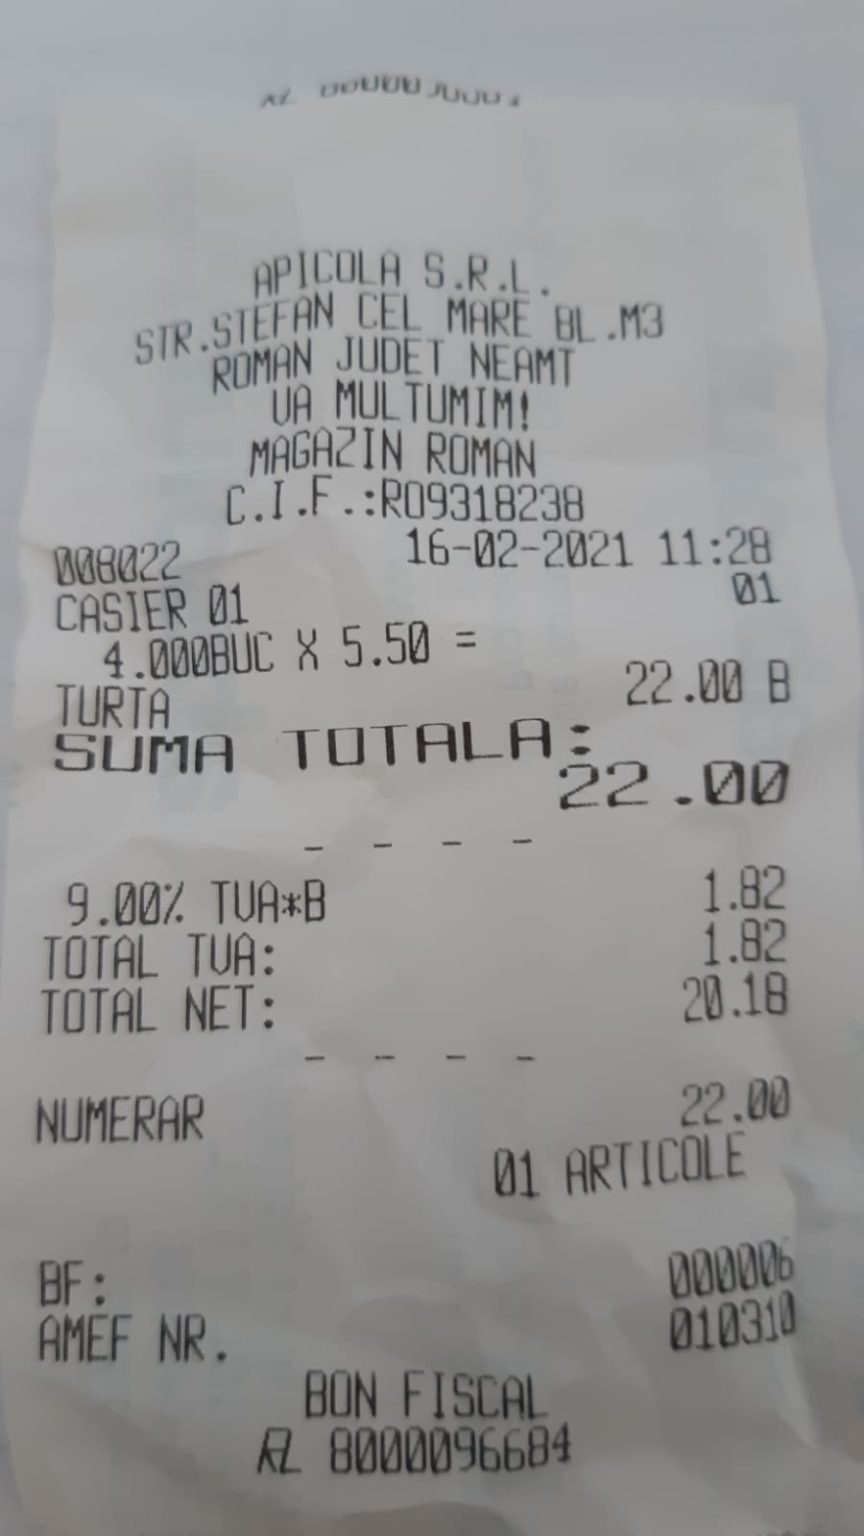 APICOLA S.R.L.
STR.STEFAN CEL MARE BL.M3
ROMAN JUDET NEAMT
VA MULTUMIM!
MAGAZIN ROMAN
C.I.F.:RO9318238
008022 16-02-2021 11:28
CASIER 01 01
4.000BUC X 5.50 =
TURTA 22.00 B
SUMA TOTALA:
22.00
- - - -
9.00% TVA*B 1.82
TOTAL TVA: 1.82
TOTAL NET: 20.18
- - - -
NUMERAR 22.00
01 ARTICOLE
BF: 000006
AMEF NR. 010310
BON FISCAL
8000096684